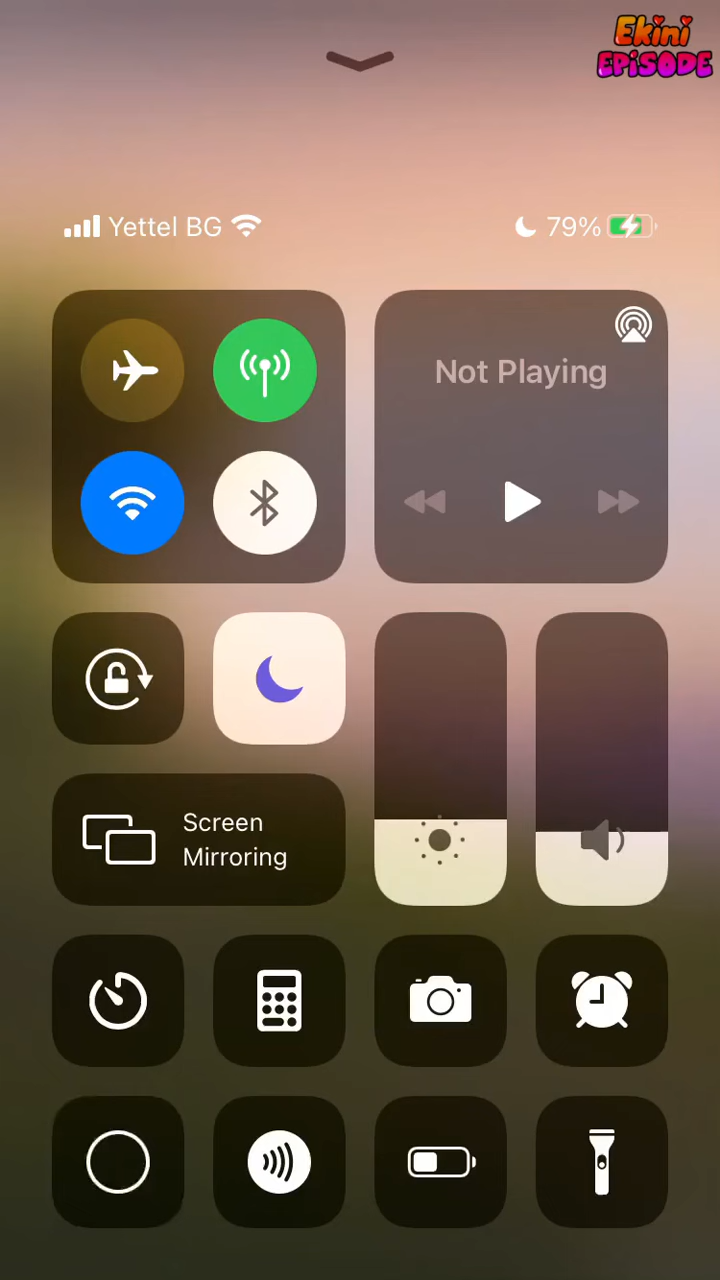 Ekini
EPiSODE
Yettel BG
79%
Not Playing
Screen
Mirroring